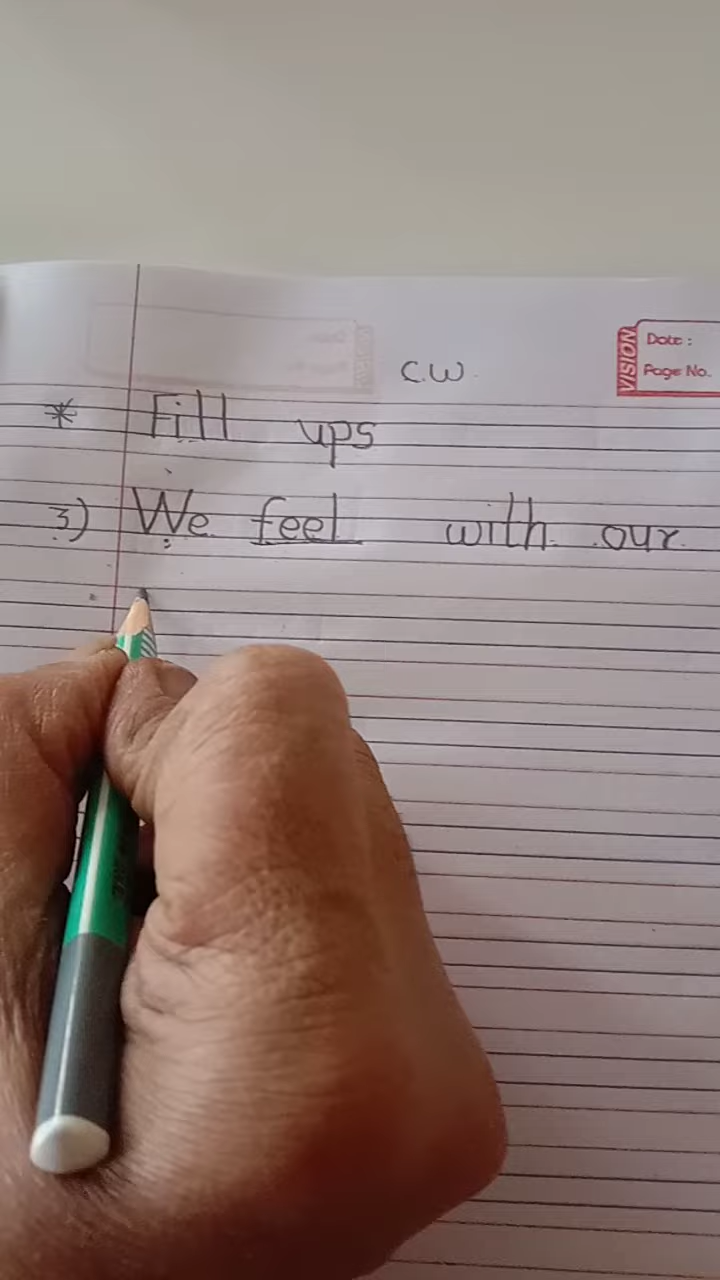 Date :
VISION
Page No.
C.W.
* Fill ups
3) We feel with our